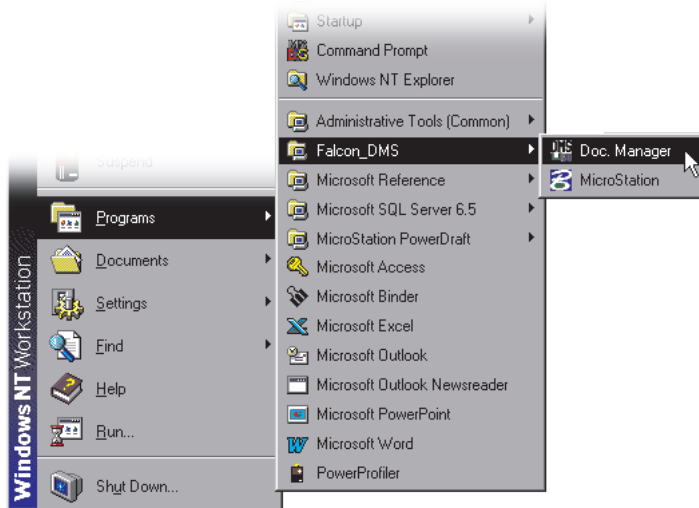 Startup
Command Prompt
Windows NT Explorer
Administrative Tools (Common)
Falcon_DMS
Microsoft Reference
Microsoft SQL Server 6.5
MicroStation PowerDraft
Microsoft Access
Microsoft Binder
Microsoft Excel
Microsoft Outlook
Microsoft Outlook Newsreader
Microsoft PowerPoint
Microsoft Word
PowerProfiler
Doc. Manager
MicroStation
Suspend
Programs
Documents
Settings
Find
Help
Run...
Shut Down...
Windows NT Workstation